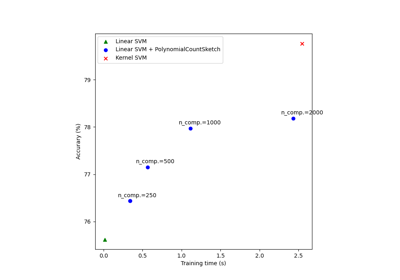 Linear SVM
Linear SVM + PolynomialCountSketch
Kernel SVM
79
n_comp.=2000
n_comp.=1000
78
n_comp.=500
77
n_comp.=250
76
Accurary (%)
0.0 0.5 1.0 1.5 2.0 2.5
Training time (s)